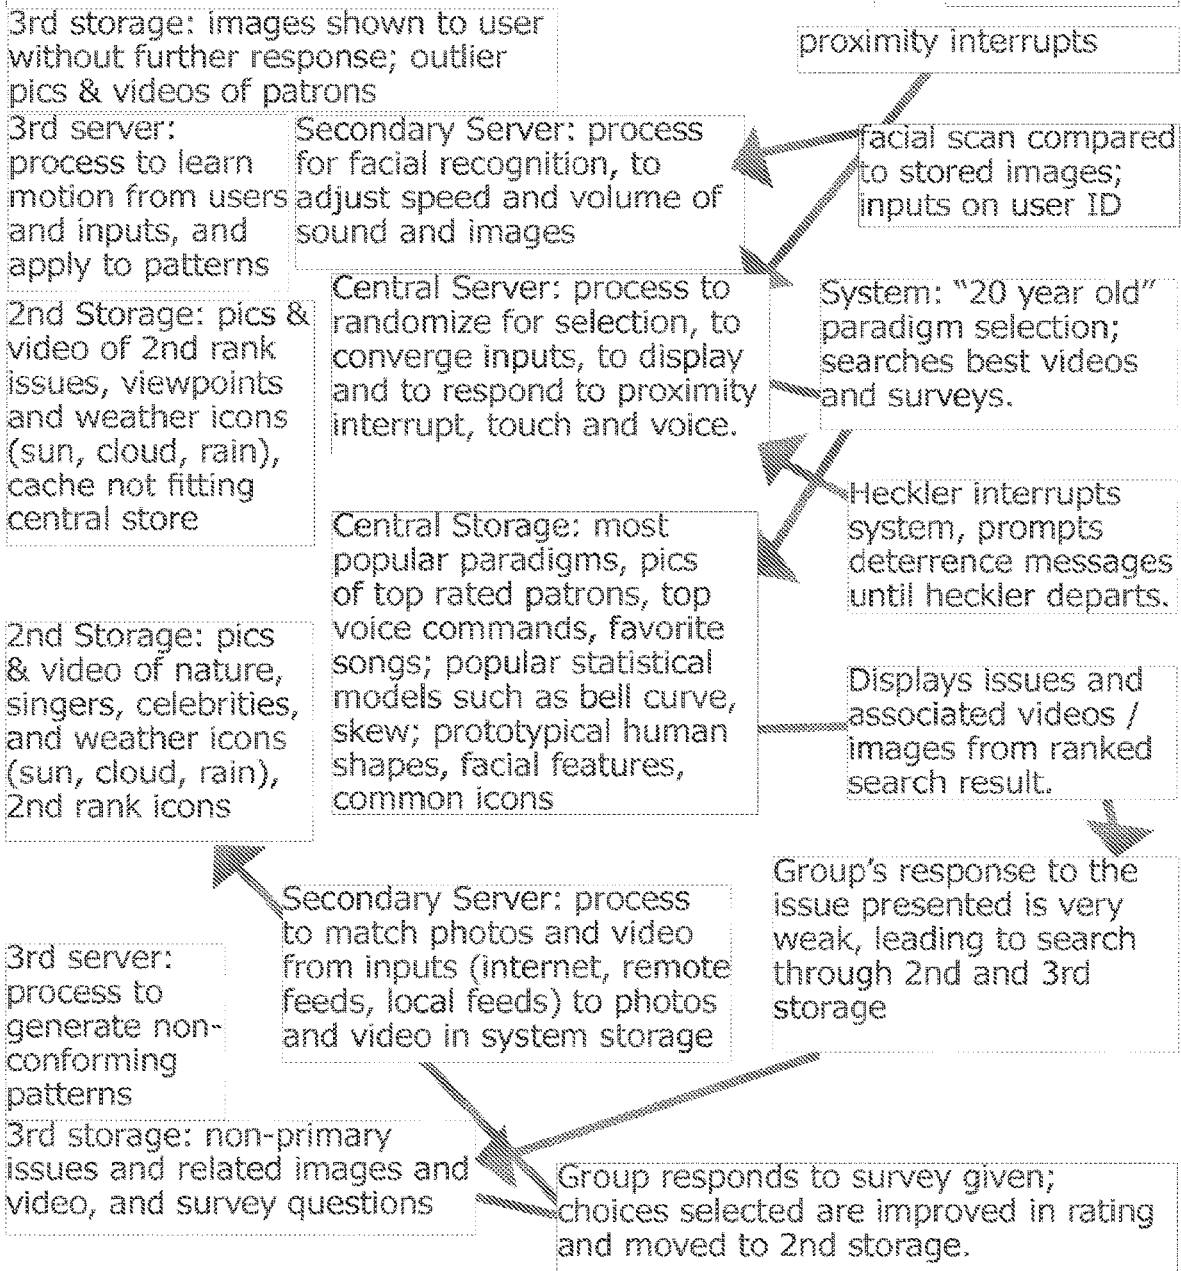 3rd storage: images shown to user
without further response; outlier
pics & videos of patrons
proximity interrupts
3rd server:
process to learn
motion from users
and inputs, and
apply to patterns
Secondary Server: process
for facial recognition, to
adjust speed and volume of
sound and images
facial scan compared
to stored images;
inputs on user ID
2nd Storage: pics &
video of 2nd rank
issues, viewpoints
and weather icons
(sun, cloud, rain),
cache not fitting
central store
Central Server: process to
randomize for selection, to
converge inputs, to display
and to respond to proximity
interrupt, touch and voice.
System: “20 year old”
paradigm selection;
searches best videos
and surveys.
Heckler interrupts
system, prompts
deterrence messages
until heckler departs.
Central Storage: most
popular paradigms, pics
of top rated patrons, top
voice commands, favorite
songs; popular statistical
models such as bell curve,
skew; prototypical human
shapes, facial features,
common icons
2nd Storage: pics
& video of nature,
singers, celebrities,
and weather icons
(sun, cloud, rain),
2nd rank icons
Displays issues and
associated videos /
images from ranked
search result.
Secondary Server: process
to match photos and video
from inputs (internet, remote
feeds, local feeds) to photos
and video in system storage
Group’s response to the
issue presented is very
weak, leading to search
through 2nd and 3rd
storage
3rd server:
process to
generate non-
conforming
patterns
3rd storage: non-primary
issues and related images and
video, and survey questions
Group responds to survey given;
choices selected are improved in rating
and moved to 2nd storage.